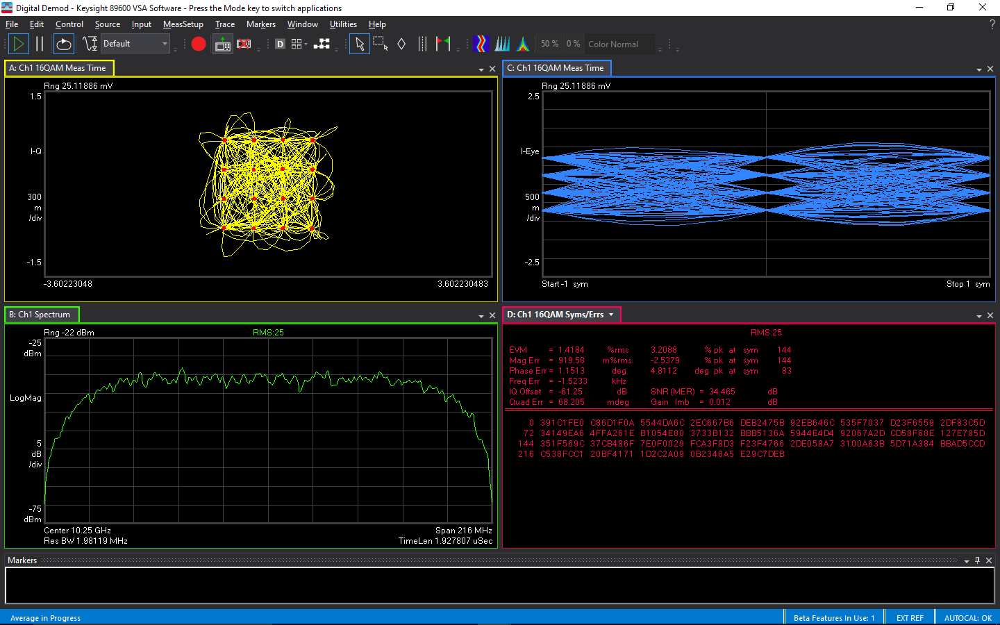 Digital Demod - Keysight 89600 VSA Software - Press the Mode key to switch applications
File Edit Control Source Input MeasSetup Trace Markers Window Utilities Help ?
Default D 50 % 0 % Color Normal
A: Ch1 16QAM Meas Time
Rng 25.11886 mV
1.5
I-Q
300
m
/div
-1.5
-3.60223048 3.602230483
C: Ch1 16QAM Meas Time
Rng 25.11886 mV
2.5
I-Eye
500
m
/div
-2.5
Start -1 sym Stop 1 sym
B: Ch1 Spectrum
Rng -22 dBm RMS:25
-25
dBm
LogMag
5
dB
/div
-75
dBm
Center 10.25 GHz Span 216 MHz
Res BW 1.98119 MHz TimeLen 1.927807 uSec
D: Ch1 16QAM Syms/Errs
RMS:25
EVM = 1.4184 %rms 3.2088 % pk at sym 144
Mag Err = 919.58 m%rms -2.5379 % pk at sym 144
Phase Err = 1.1513 deg 4.8112 deg pk at sym 83
Freq Err = -1.5233 kHz
IQ Offset = -61.25 dB SNR (MER) = 34.465 dB
Quad Err = 68.205 mdeg Gain Imb = 0.012 dB
0 391C1FE0 C86D1F0A 5544DA6C 2EC667B6 DEB2475B 92EB646C 535F7037 D23F6559 2DF83C5D
72 34149EA6 4FFA261E B1054E80 3733B132 BBB5136A 5944E4D4 92067A2D CD58F68E 127E785D
144 351F569C 37CB486F 7E0F0029 FCA3F8D3 F23F4766 2DE058A7 3100A63B 5D71A384 BBAD5CCD
216 C538FCC1 20BF4171 1D2C2A09 0B2348A5 E29C7DEB
Markers
Average in Progress Beta Features In Use: 1 EXT REF AUTOCAL: OK